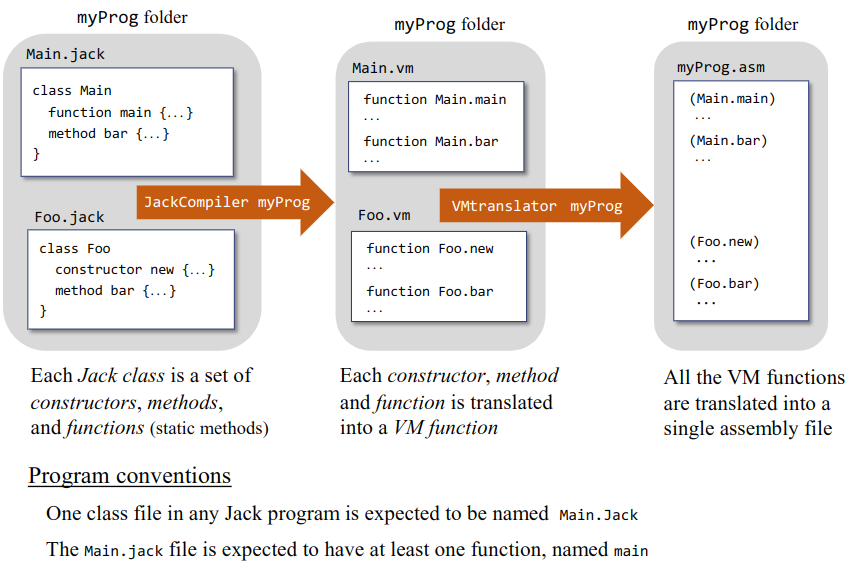 myProg folder
Main.jack
class Main
function main {...}
method bar {...}
}
Foo.jack
class Foo
constructor new {...}
method bar {...}
}
JackCompiler myProg
myProg folder
Main.vm
function Main.main
...
function Main.bar
...
Foo.vm
function Foo.new
...
function Foo.bar
...
VMtranslator myProg
myProg folder
myProg.asm
(Main.main)
...
(Main.bar)
...
(Foo.new)
...
(Foo.bar)
...
Each Jack class is a set of
constructors, methods,
and functions (static methods)
Each constructor, method
and function is translated
into a VM function
All the VM functions
are translated into a
single assembly file
Program conventions
One class file in any Jack program is expected to be named Main.Jack
The Main.jack file is expected to have at least one function, named main